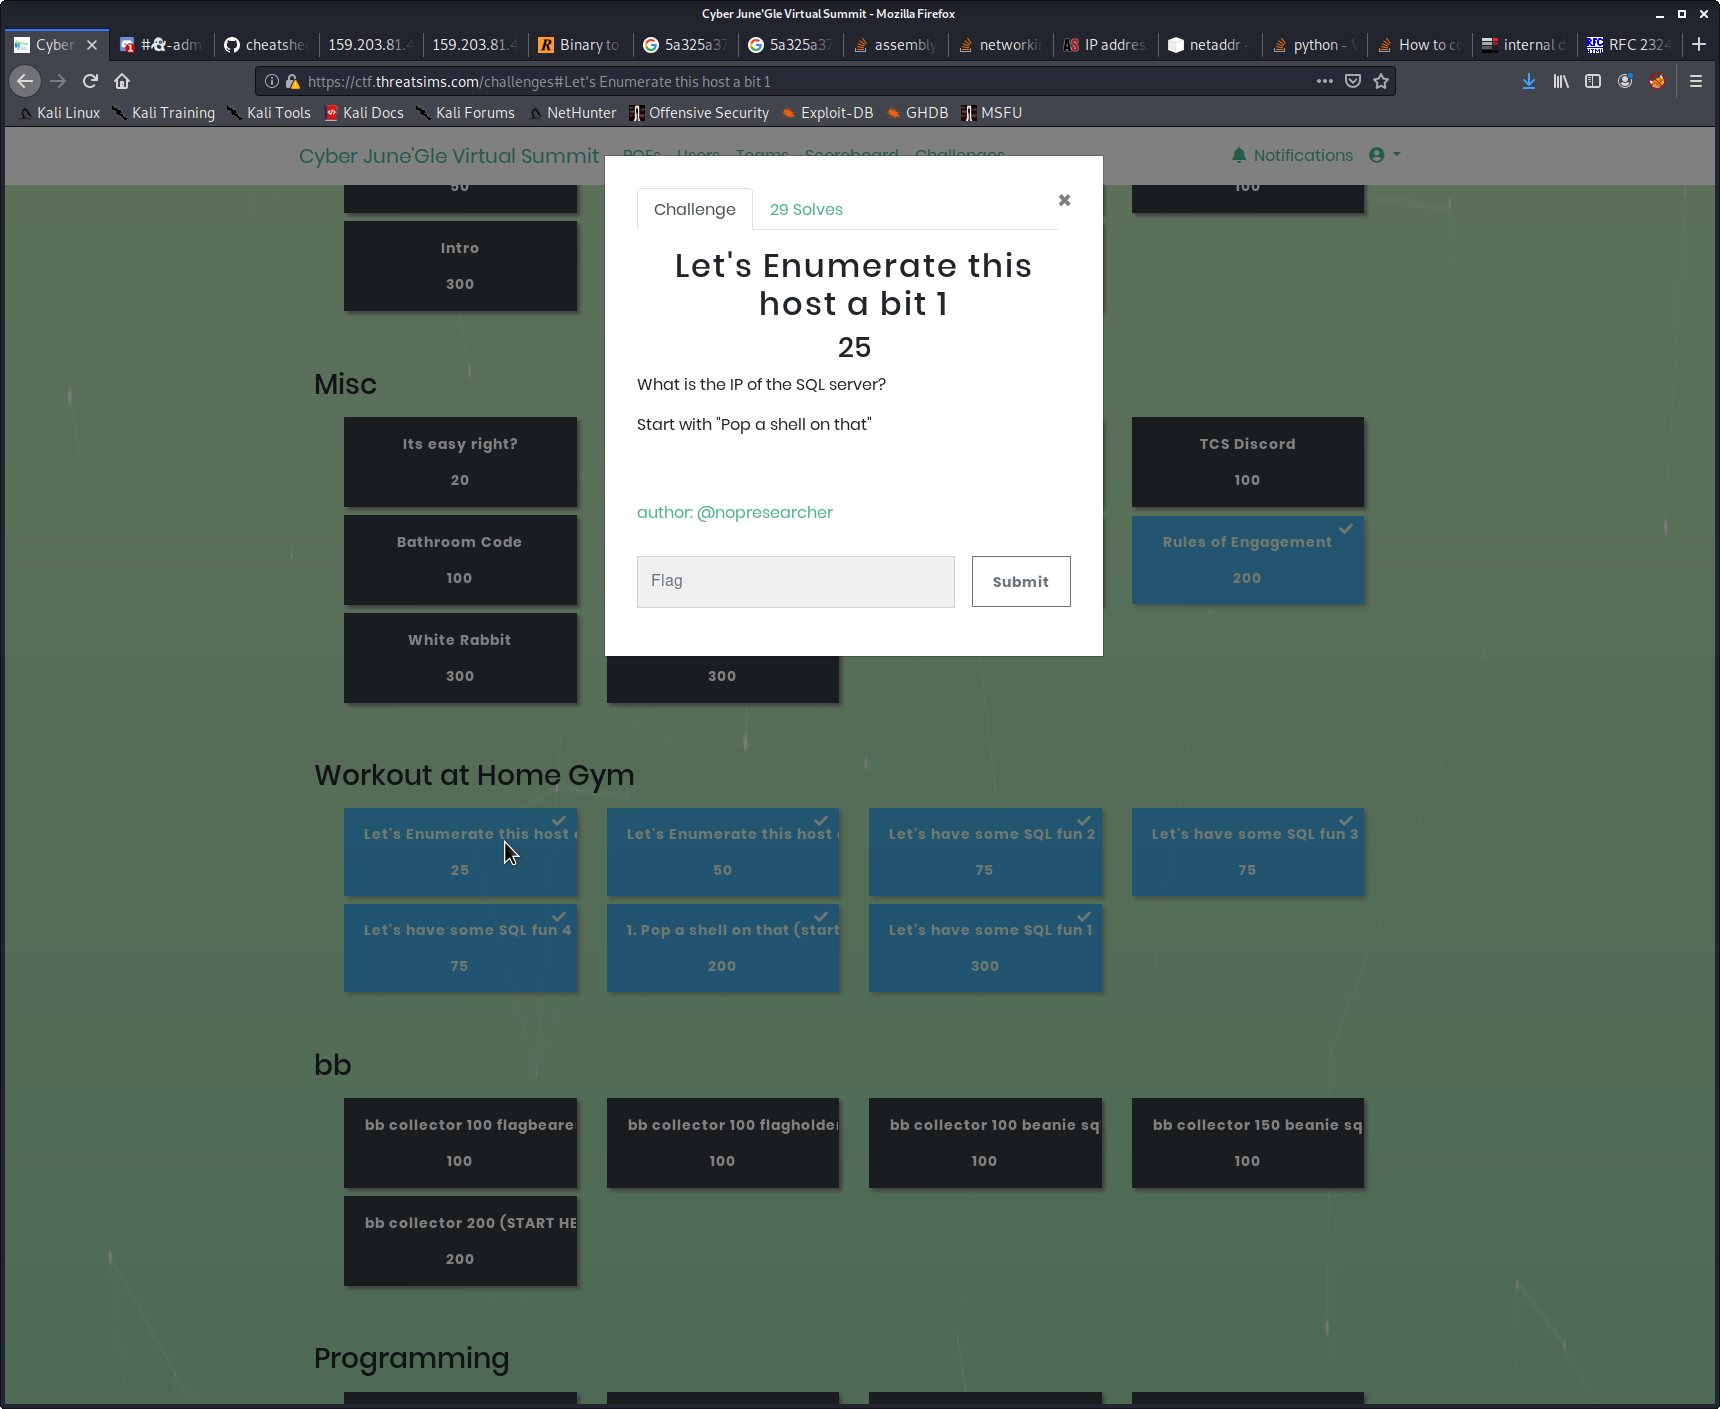 Cyber June'Gle Virtual Summit - Mozilla Firefox
Cyber
#
-adm
cheatshe
159.203.81.4
159.203.81.4
Binary to
5a325a37
5a325a37
assembly
networki
IP addres
netaddr
python -
How to c
internal d
RFC 2324
https://ctf.threatsims.com/challenges#Let's Enumerate this host a bit 1
Kali Linux
Kali Training
Kali Tools
Kali Docs
Kali Forums
NetHunter
Offensive Security
Exploit-DB
GHDB
MSFU
Cyber June'Gle Virtual Summit
Users
Teams
Scoreboard
Challenges
Notifications
50
100
Intro
300
Challenge
29 Solves
Let's Enumerate this
host a bit 1
25
What is the IP of the SQL server?
Start with "Pop a shell on that"
author: @nopresearcher
Flag
Submit
Misc
Its easy right?
20
TCS Discord
100
Bathroom Code
100
Rules of Engagement
200
White Rabbit
300
300
Workout at Home Gym
Let's Enumerate this host
25
Let's Enumerate this host
50
Let's have some SQL fun 2
75
Let's have some SQL fun 3
75
Let's have some SQL fun 4
75
1. Pop a shell on that (start
200
Let's have some SQL fun 1
300
bb
bb collector 100 flagbeare
100
bb collector 100 flagholde
100
bb collector 100 beanie sq
100
bb collector 150 beanie sq
100
bb collector 200 (START HE
200
Programming